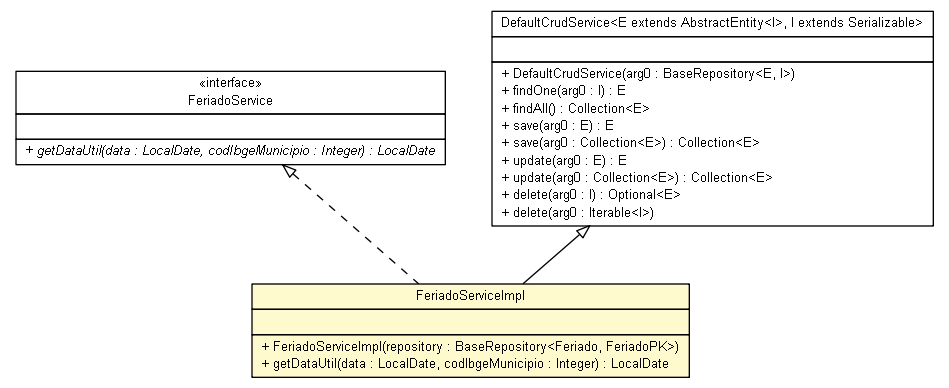 «interface»
FeriadoService
+ getDataUtil(data : LocalDate, codIbgeMunicipio : Integer) : LocalDate
DefaultCrudService<E extends AbstractEntity<I>, I extends Serializable>
+ DefaultCrudService(arg0 : BaseRepository<E, I>)
+ findOne(arg0 : I) : E
+ findAll() : Collection<E>
+ save(arg0 : E) : E
+ save(arg0 : Collection<E>) : Collection<E>
+ update(arg0 : E) : E
+ update(arg0 : Collection<E>) : Collection<E>
+ delete(arg0 : I) : Optional<E>
+ delete(arg0 : Iterable<I>)
FeriadoServiceImpl
+ FeriadoServiceImpl(repository : BaseRepository<Feriado, FeriadoPK>)
+ getDataUtil(data : LocalDate, codIbgeMunicipio : Integer) : LocalDate